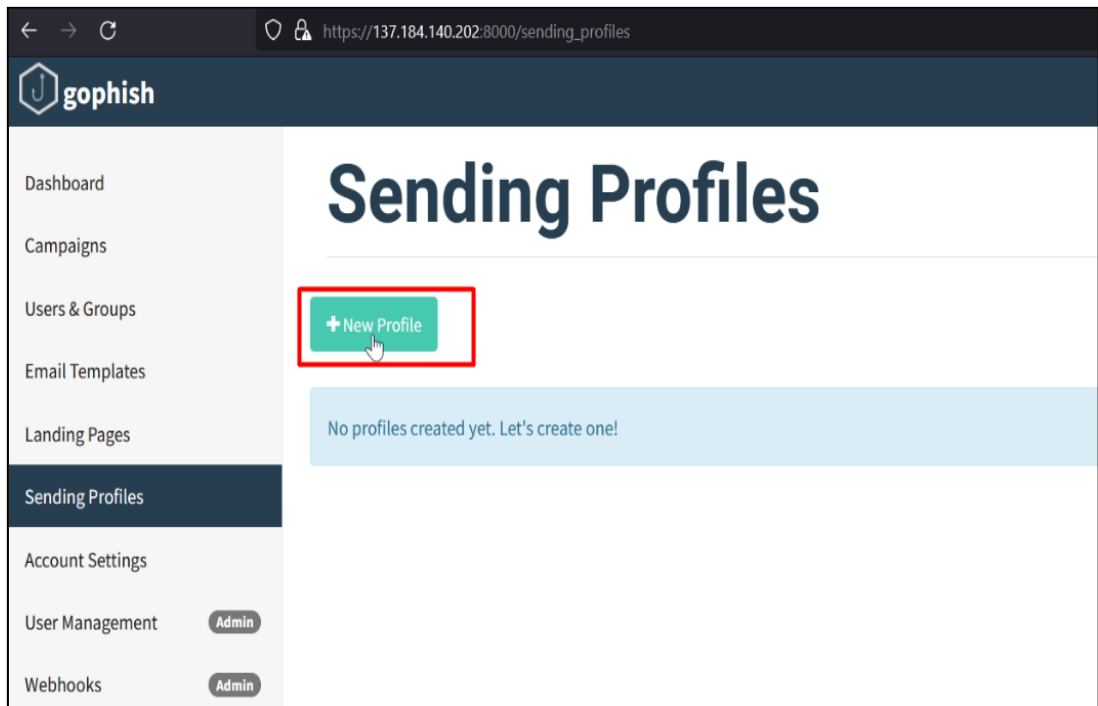 https://137.184.140.202:8000/sending_profiles
gophish
Dashboard
Campaigns
Users & Groups
Email Templates
Landing Pages
Sending Profiles
Account Settings
User Management Admin
Webhooks Admin
Sending Profiles
New Profile
No profiles created yet. Let's create one!